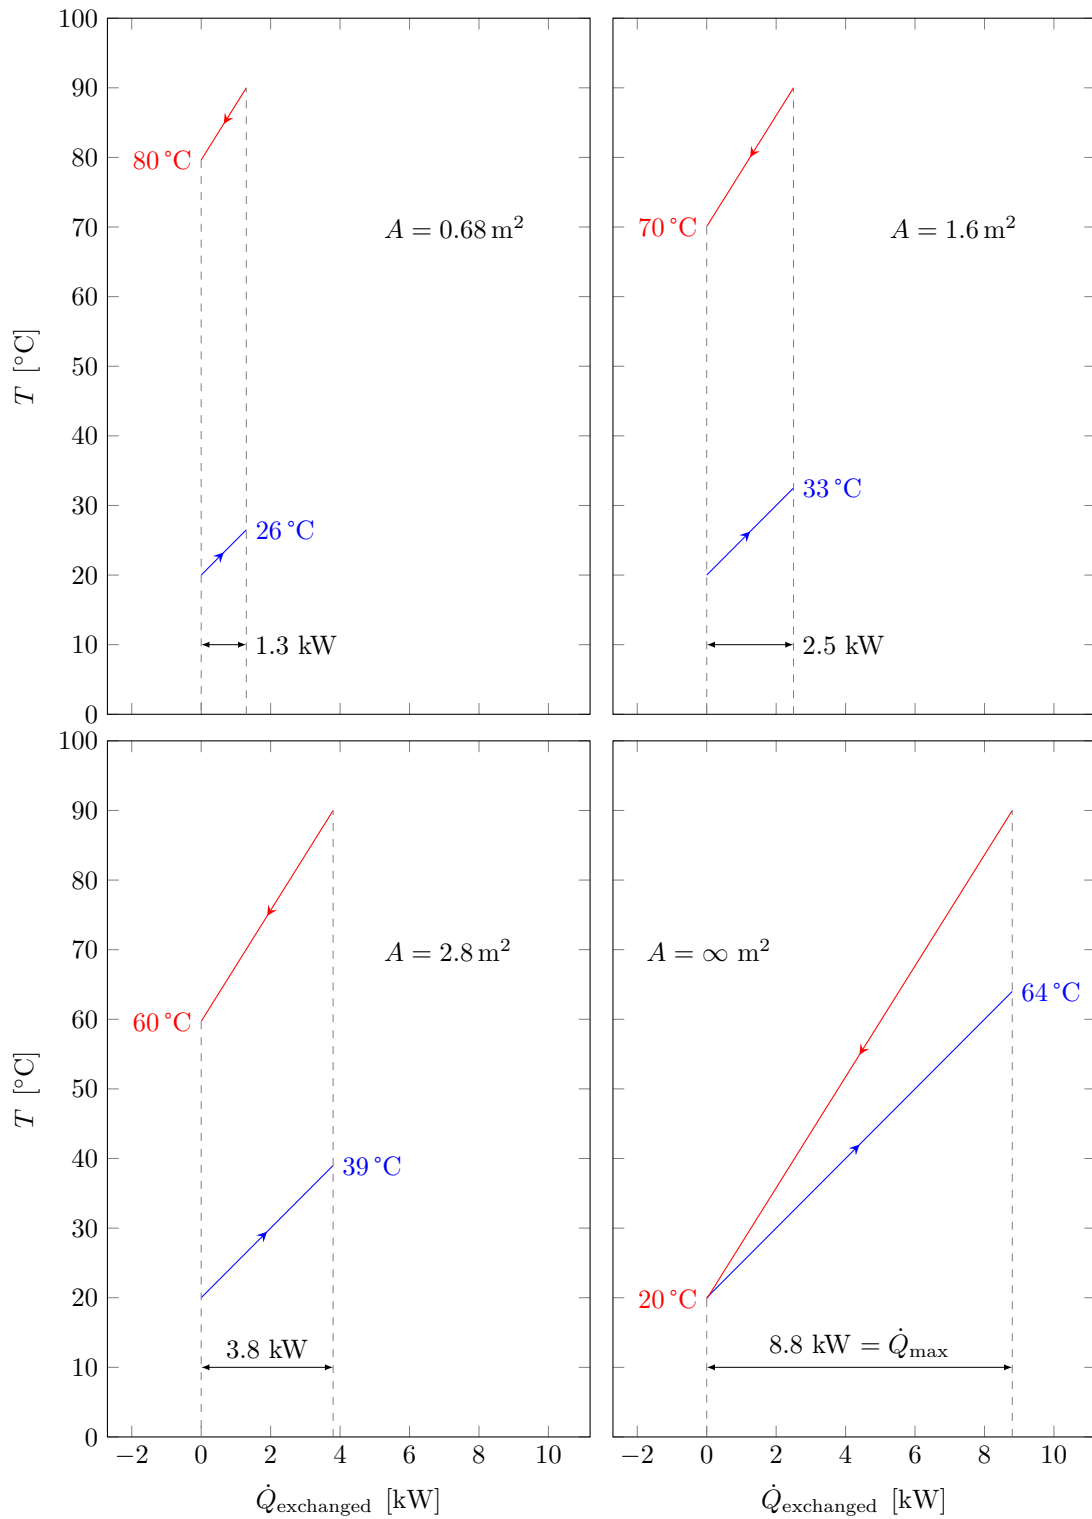 100
90
80
70
60
50
40
30
20
10
0
T [°C]
80 °C
A = 0.68 m²
26 °C
1.3 kW
70 °C
A = 1.6 m²
33 °C
2.5 kW
100
90
80
70
60
50
40
30
20
10
0
T [°C]
60 °C
A = 2.8 m²
39 °C
3.8 kW
−2 0 2 4 6 8 10
Q̇exchanged [kW]
A = ∞ m²
64 °C
20 °C
8.8 kW = Q̇max
−2 0 2 4 6 8 10
Q̇exchanged [kW]